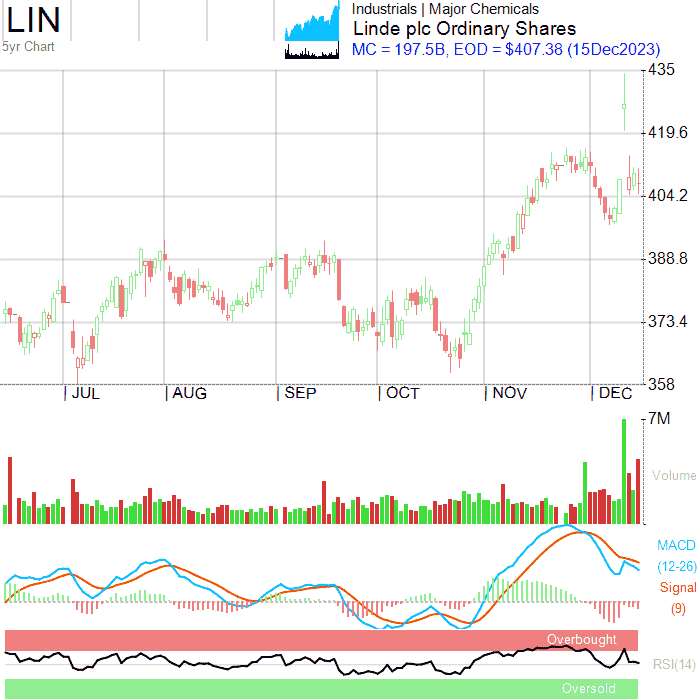 LIN
5yr Chart
Industrials | Major Chemicals
Linde plc Ordinary Shares
MC = 197.5B, EOD = $407.38 (15Dec2023)
435
419.6
404.2
388.8
373.4
358
JUL AUG SEP OCT NOV DEC
7M
Volume
MACD
(12-26)
Signal
(9)
Overbought
RSI(14)
Oversold